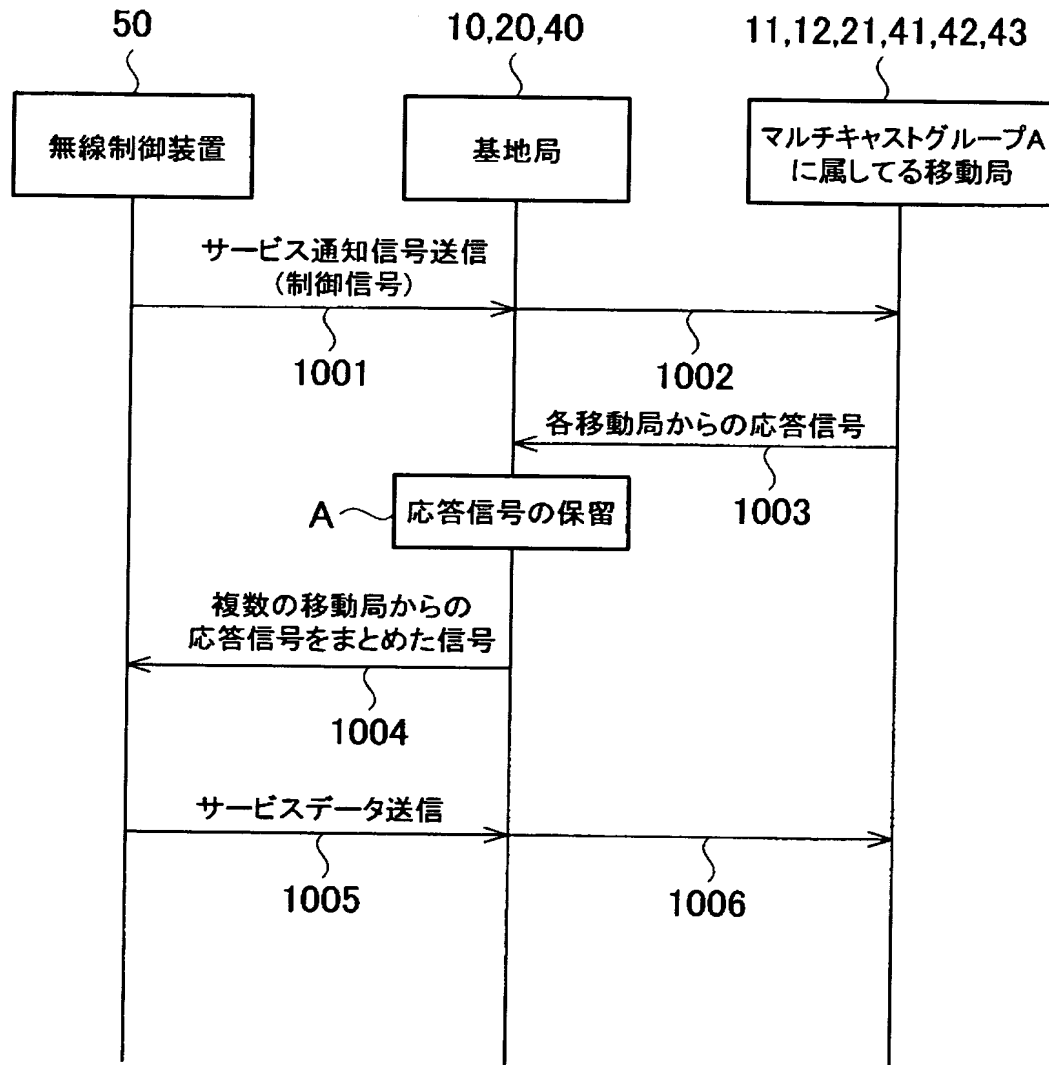 50
10,20,40
11,12,21,41,42,43
無線制御装置
基地局
マルチキャストグループA
に属してる移動局
サービス通知信号送信
(制御信号)
1001
1002
各移動局からの応答信号
1003
A
応答信号の保留
複数の移動局からの
応答信号をまとめた信号
1004
サービスデータ送信
1005
1006